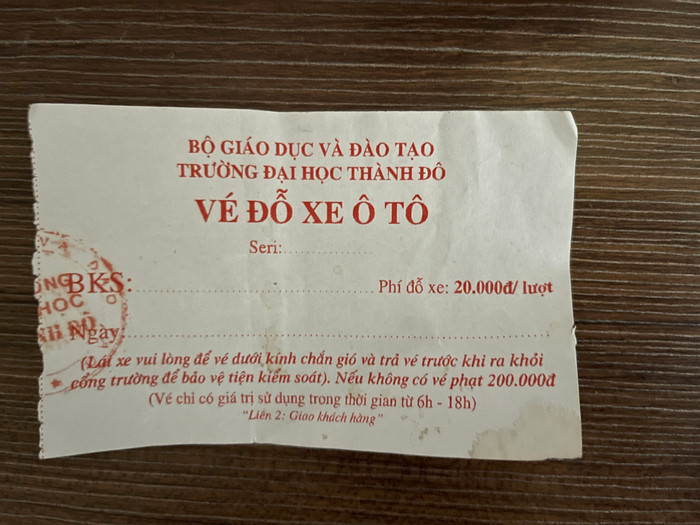 BỘ GIÁO DỤC VÀ ĐÀO TẠO
TRƯỜNG ĐẠI HỌC THÀNH ĐÔ
VÉ ĐỖ XE Ô TÔ
Seri:....................
BKS:............................................ Phí đỗ xe: 20.000đ/ lượt
Ngày............................................................................
(Lái xe vui lòng để vé dưới kính chắn gió và trả vé trước khi ra khỏi
cổng trường để bảo vệ tiện kiểm soát). Nếu không có vé phạt 200.000đ
(Vé chỉ có giá trị sử dụng trong thời gian từ 6h - 18h)
"Liên 2: Giao khách hàng"
HỌC